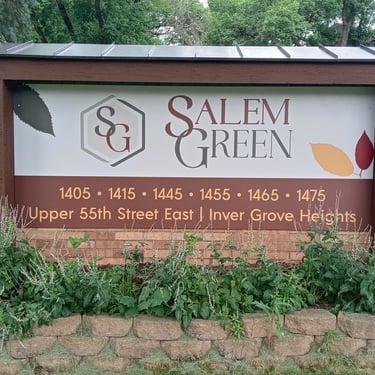 SG
SALEM
GREEN
1405 • 1415 • 1445 • 1455 • 1465 • 1475
Upper 55th Street East | Inver Grove Heights